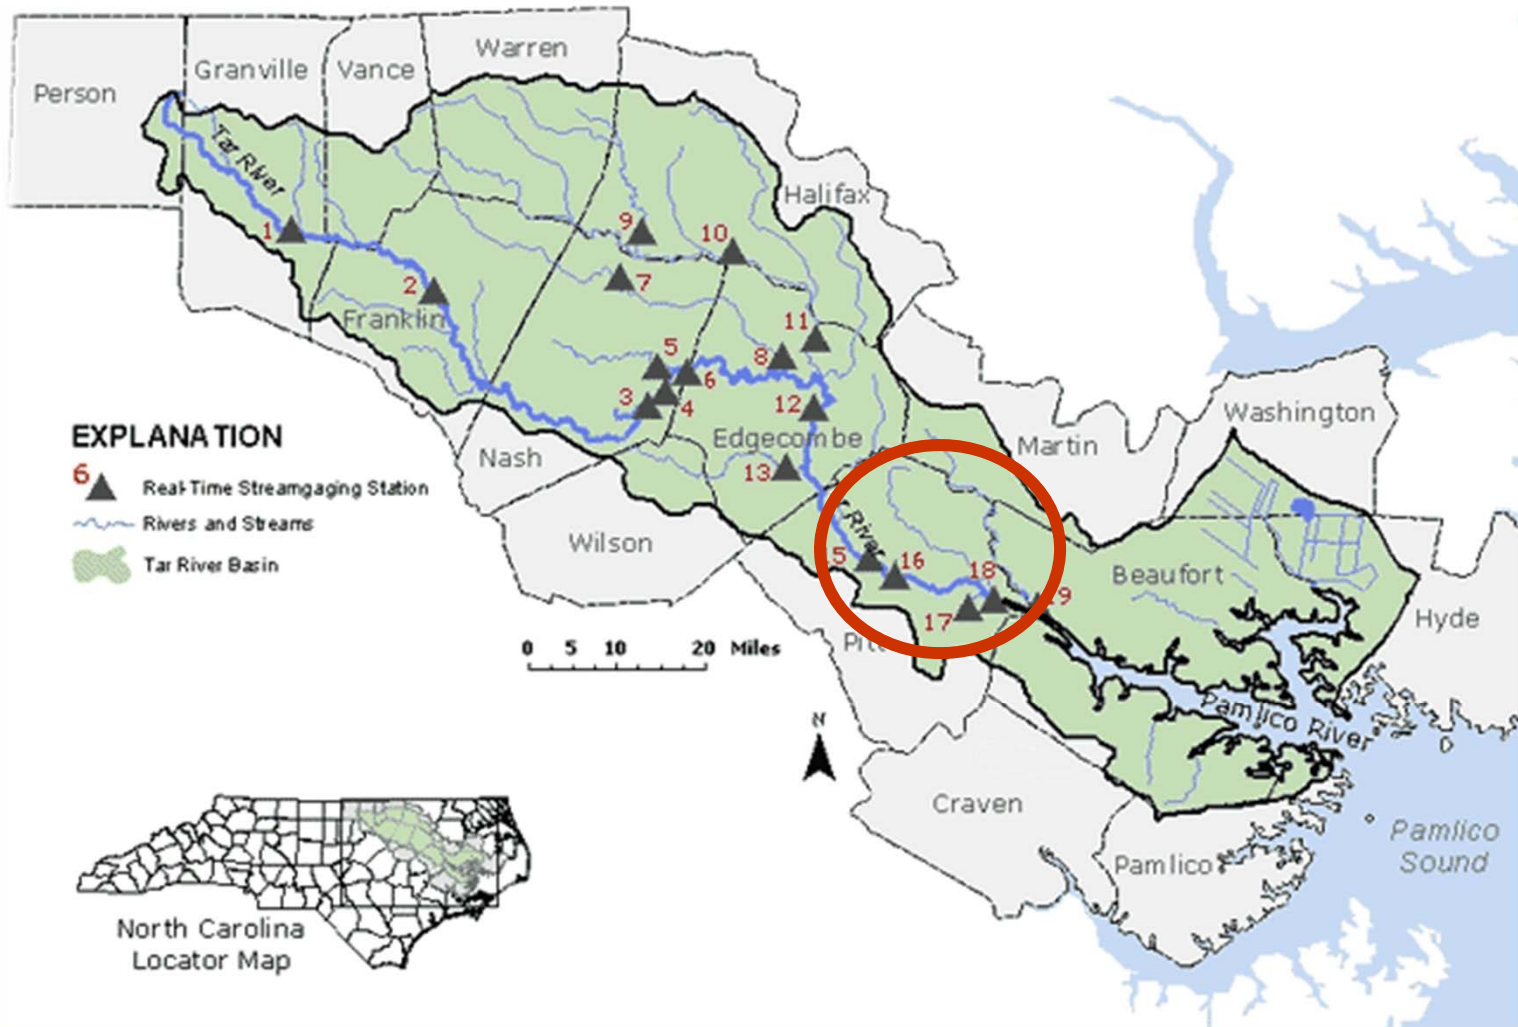 Warren
Granville
Vance
Person
Tar River
Halifax
1
2
9
10
7
Franklin
11
5
8
6
3
4
12
Edgecombe
13
Nash
Martin
Washington
EXPLANATION
6
Real-Time Streamgaging Station
Rivers and Streams
Tar River Basin
Wilson
River
5
16
18
17
19
Beaufort
Hyde
0 5 10 20 Miles
N
Pamlico River
Craven
Pamlico
Pamlico
Sound
North Carolina
Locator Map